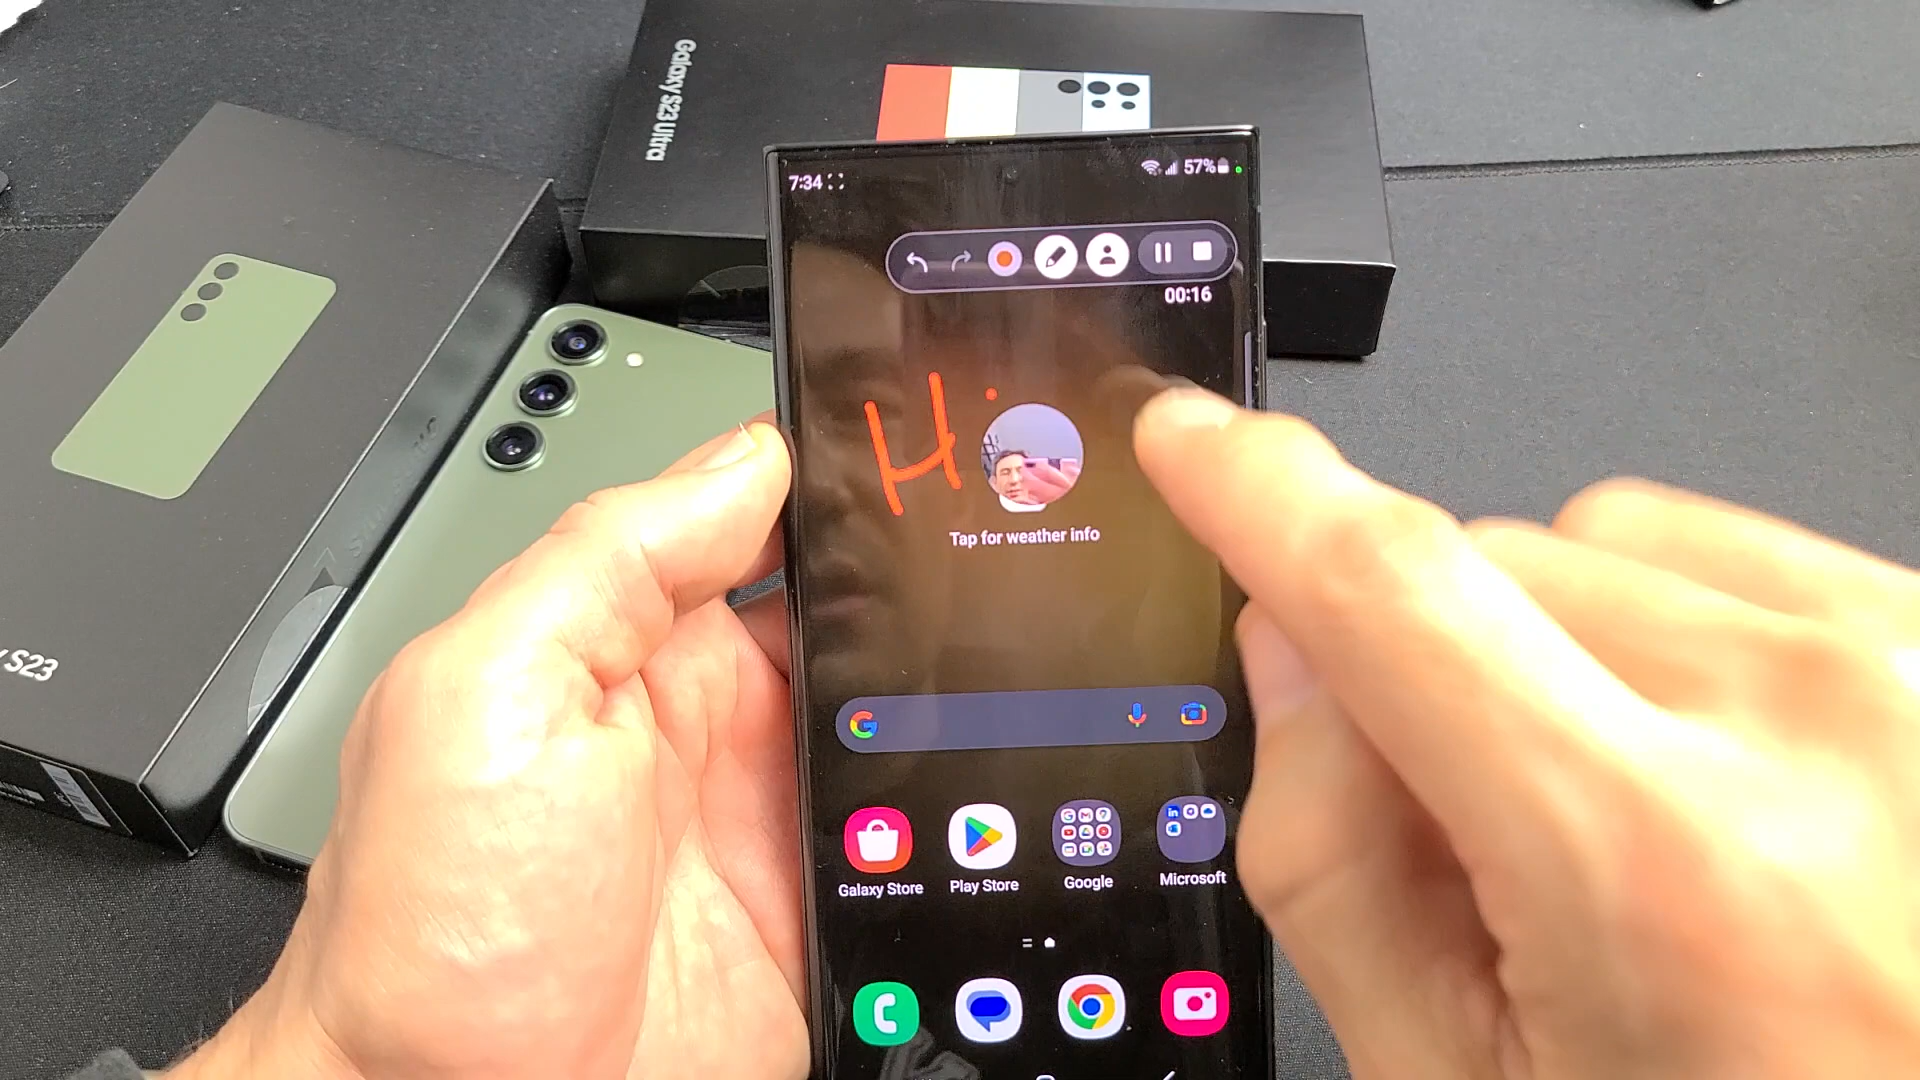 Galaxy S23 Ultra
7:34
57%
00:16
Hi
Tap for weather info
Galaxy Store
Play Store
Google
Microsoft
S23